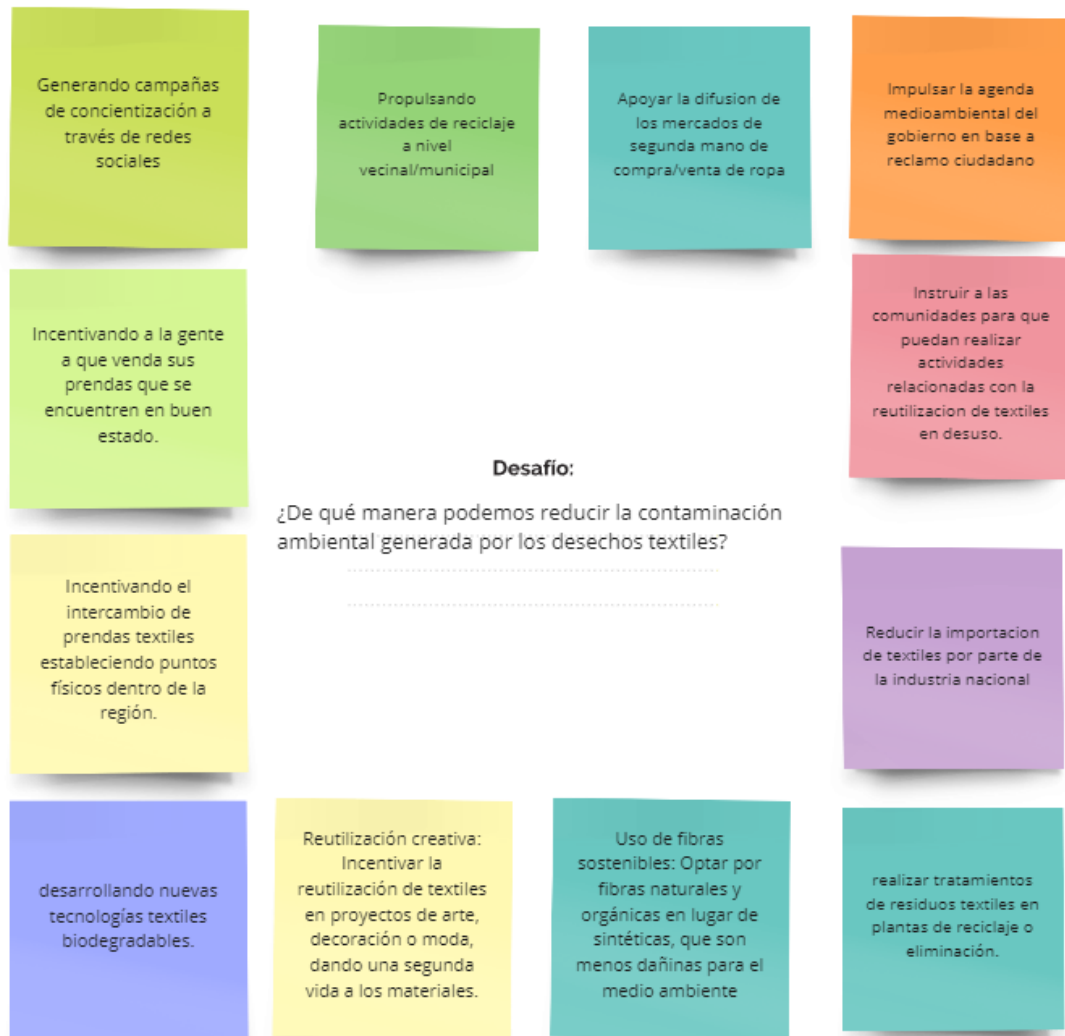 Generando campañas
de concientización a
través de redes
sociales
Propulsando
actividades de reciclaje
a nivel
vecinal/municipal
Apoyar la difusion de
los mercados de
segunda mano de
compra/venta de ropa
Impulsar la agenda
medioambiental del
gobierno en base a
reclamo ciudadano
Incentivando a la gente
a que venda sus
prendas que se
encuentren en buen
estado.
Instruir a las
comunidades para que
puedan realizar
actividades
relacionadas con la
reutilizacion de textiles
en desuso.
Desafío:
¿De qué manera podemos reducir la contaminación
ambiental generada por los desechos textiles?
Incentivando el
intercambio de
prendas textiles
estableciendo puntos
físicos dentro de la
región.
Reducir la importacion
de textiles por parte de
la industria nacional
desarrollando nuevas
tecnologías textiles
biodegradables.
Reutilización creativa:
Incentivar la
reutilización de textiles
en proyectos de arte,
decoración o moda,
dando una segunda
vida a los materiales.
Uso de fibras
sostenibles: Optar por
fibras naturales y
orgánicas en lugar de
sintéticas, que son
menos dañinas para el
medio ambiente
realizar tratamientos
de residuos textiles en
plantas de reciclaje o
eliminación.